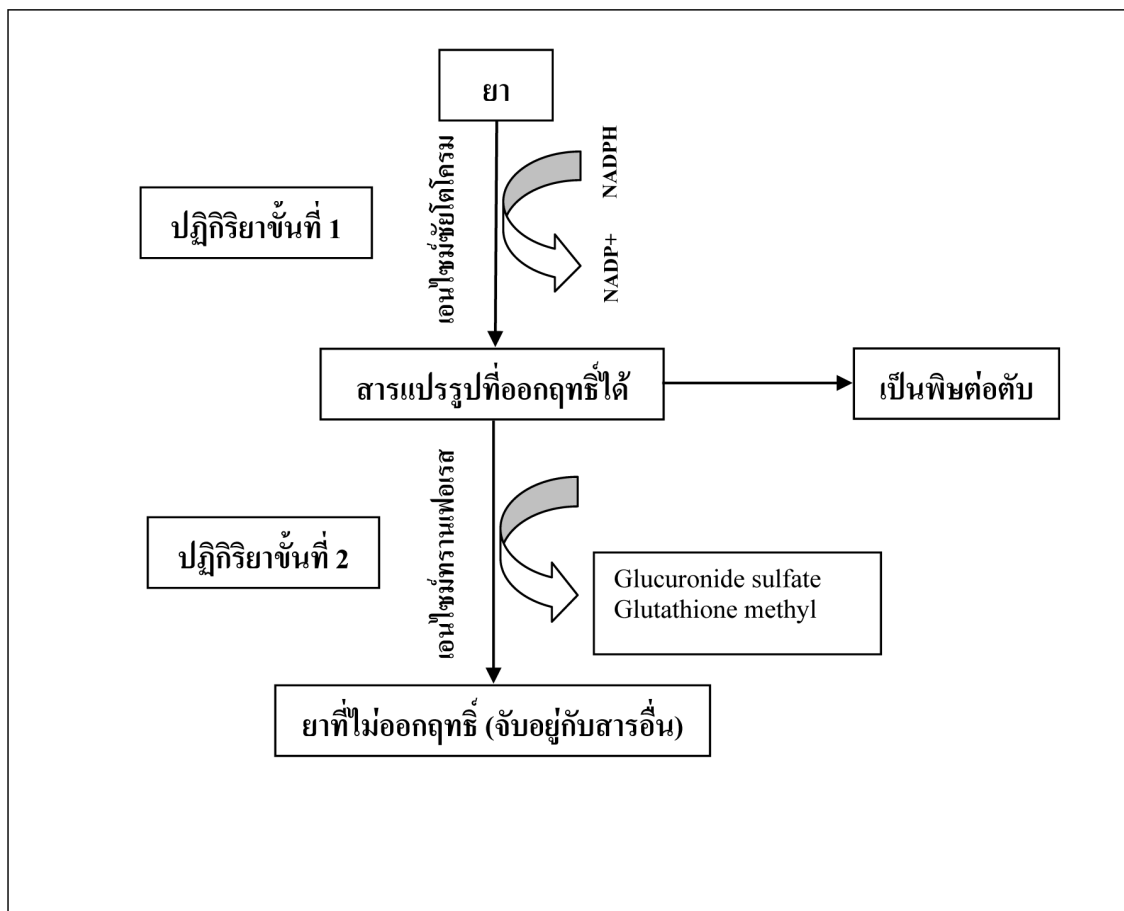 ยา
เอนไซม์ซัยโตโครม
NADPH
NADP+
ปฏิกิริยาขั้นที่ 1
สารแปรรูปที่ออกฤทธิ์ได้
เป็นพิษต่อตับ
เอนไซม์ทรานเฟอเรส
ปฏิกิริยาขั้นที่ 2
Glucuronide sulfate
Glutathione methyl
ยาที่ไม่ออกฤทธิ์ (จับอยู่กับสารอื่น)